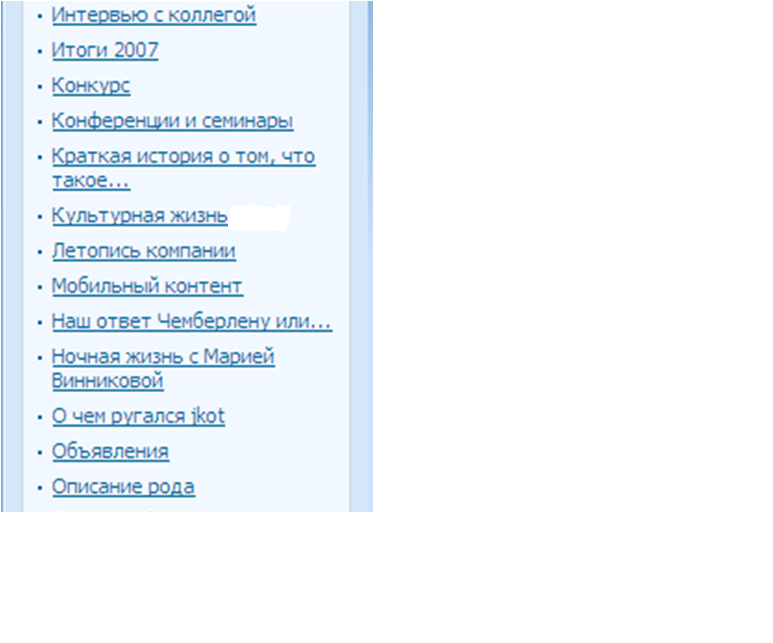 Интервью с коллегой
Итоги 2007
Конкурс
Конференции и семинары
Краткая история о том, что
такое...
Культурная жизнь
Летопись компании
Мобильный контент
Наш ответ Чемберлену или...
Ночная жизнь с Марией
Винниковой
О чем ругался jkot
Объявления
Описание рода